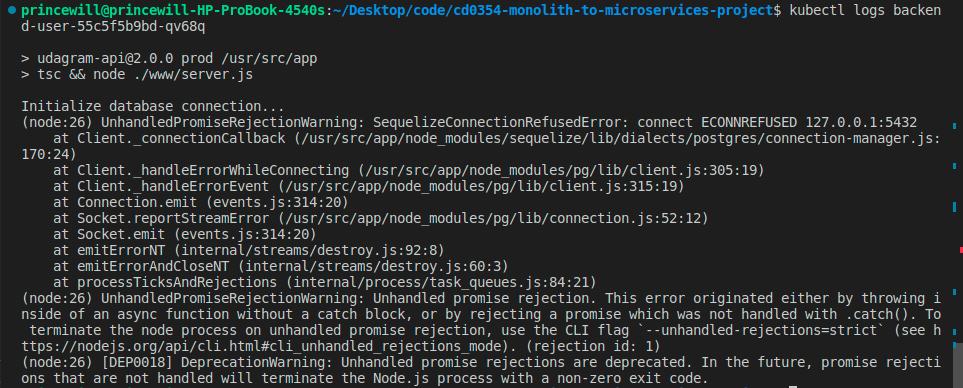 princewill@princewill-HP-ProBook-4540s:~/Desktop/code/cd0354-monolith-to-microservices-project$ kubectl logs backen
d-user-55c5f5b9bd-qv68q
> udagram-api@2.0.0 prod /usr/src/app
> tsc && node ./www/server.js
Initialize database connection...
(node:26) UnhandledPromiseRejectionWarning: SequelizeConnectionRefusedError: connect ECONNREFUSED 127.0.0.1:5432
    at Client._connectionCallback (/usr/src/app/node_modules/sequelize/lib/dialects/postgres/connection-manager.js:
170:24)
    at Client._handleErrorWhileConnecting (/usr/src/app/node_modules/pg/lib/client.js:305:19)
    at Client._handleErrorEvent (/usr/src/app/node_modules/pg/lib/client.js:315:19)
    at Connection.emit (events.js:314:20)
    at Socket.reportStreamError (/usr/src/app/node_modules/pg/lib/connection.js:52:12)
    at Socket.emit (events.js:314:20)
    at emitErrorNT (internal/streams/destroy.js:92:8)
    at emitErrorAndCloseNT (internal/streams/destroy.js:60:3)
    at processTicksAndRejections (internal/process/task_queues.js:84:21)
(node:26) UnhandledPromiseRejectionWarning: Unhandled promise rejection. This error originated either by throwing i
nside of an async function without a catch block, or by rejecting a promise which was not handled with .catch(). To
 terminate the node process on unhandled promise rejection, use the CLI flag `--unhandled-rejections=strict` (see h
ttps://nodejs.org/api/cli.html#cli_unhandled_rejections_mode). (rejection id: 1)
(node:26) [DEP0018] DeprecationWarning: Unhandled promise rejections are deprecated. In the future, promise rejecti
ons that are not handled will terminate the Node.js process with a non-zero exit code.